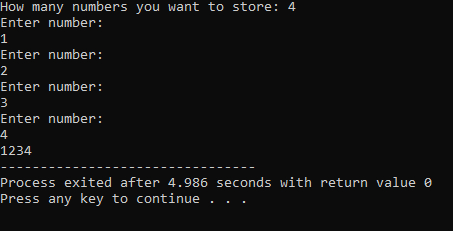 How many numbers you want to store: 4
Enter number:
1
Enter number:
2
Enter number:
3
Enter number:
4
1234
--------------------------------
Process exited after 4.986 seconds with return value 0
Press any key to continue . . .